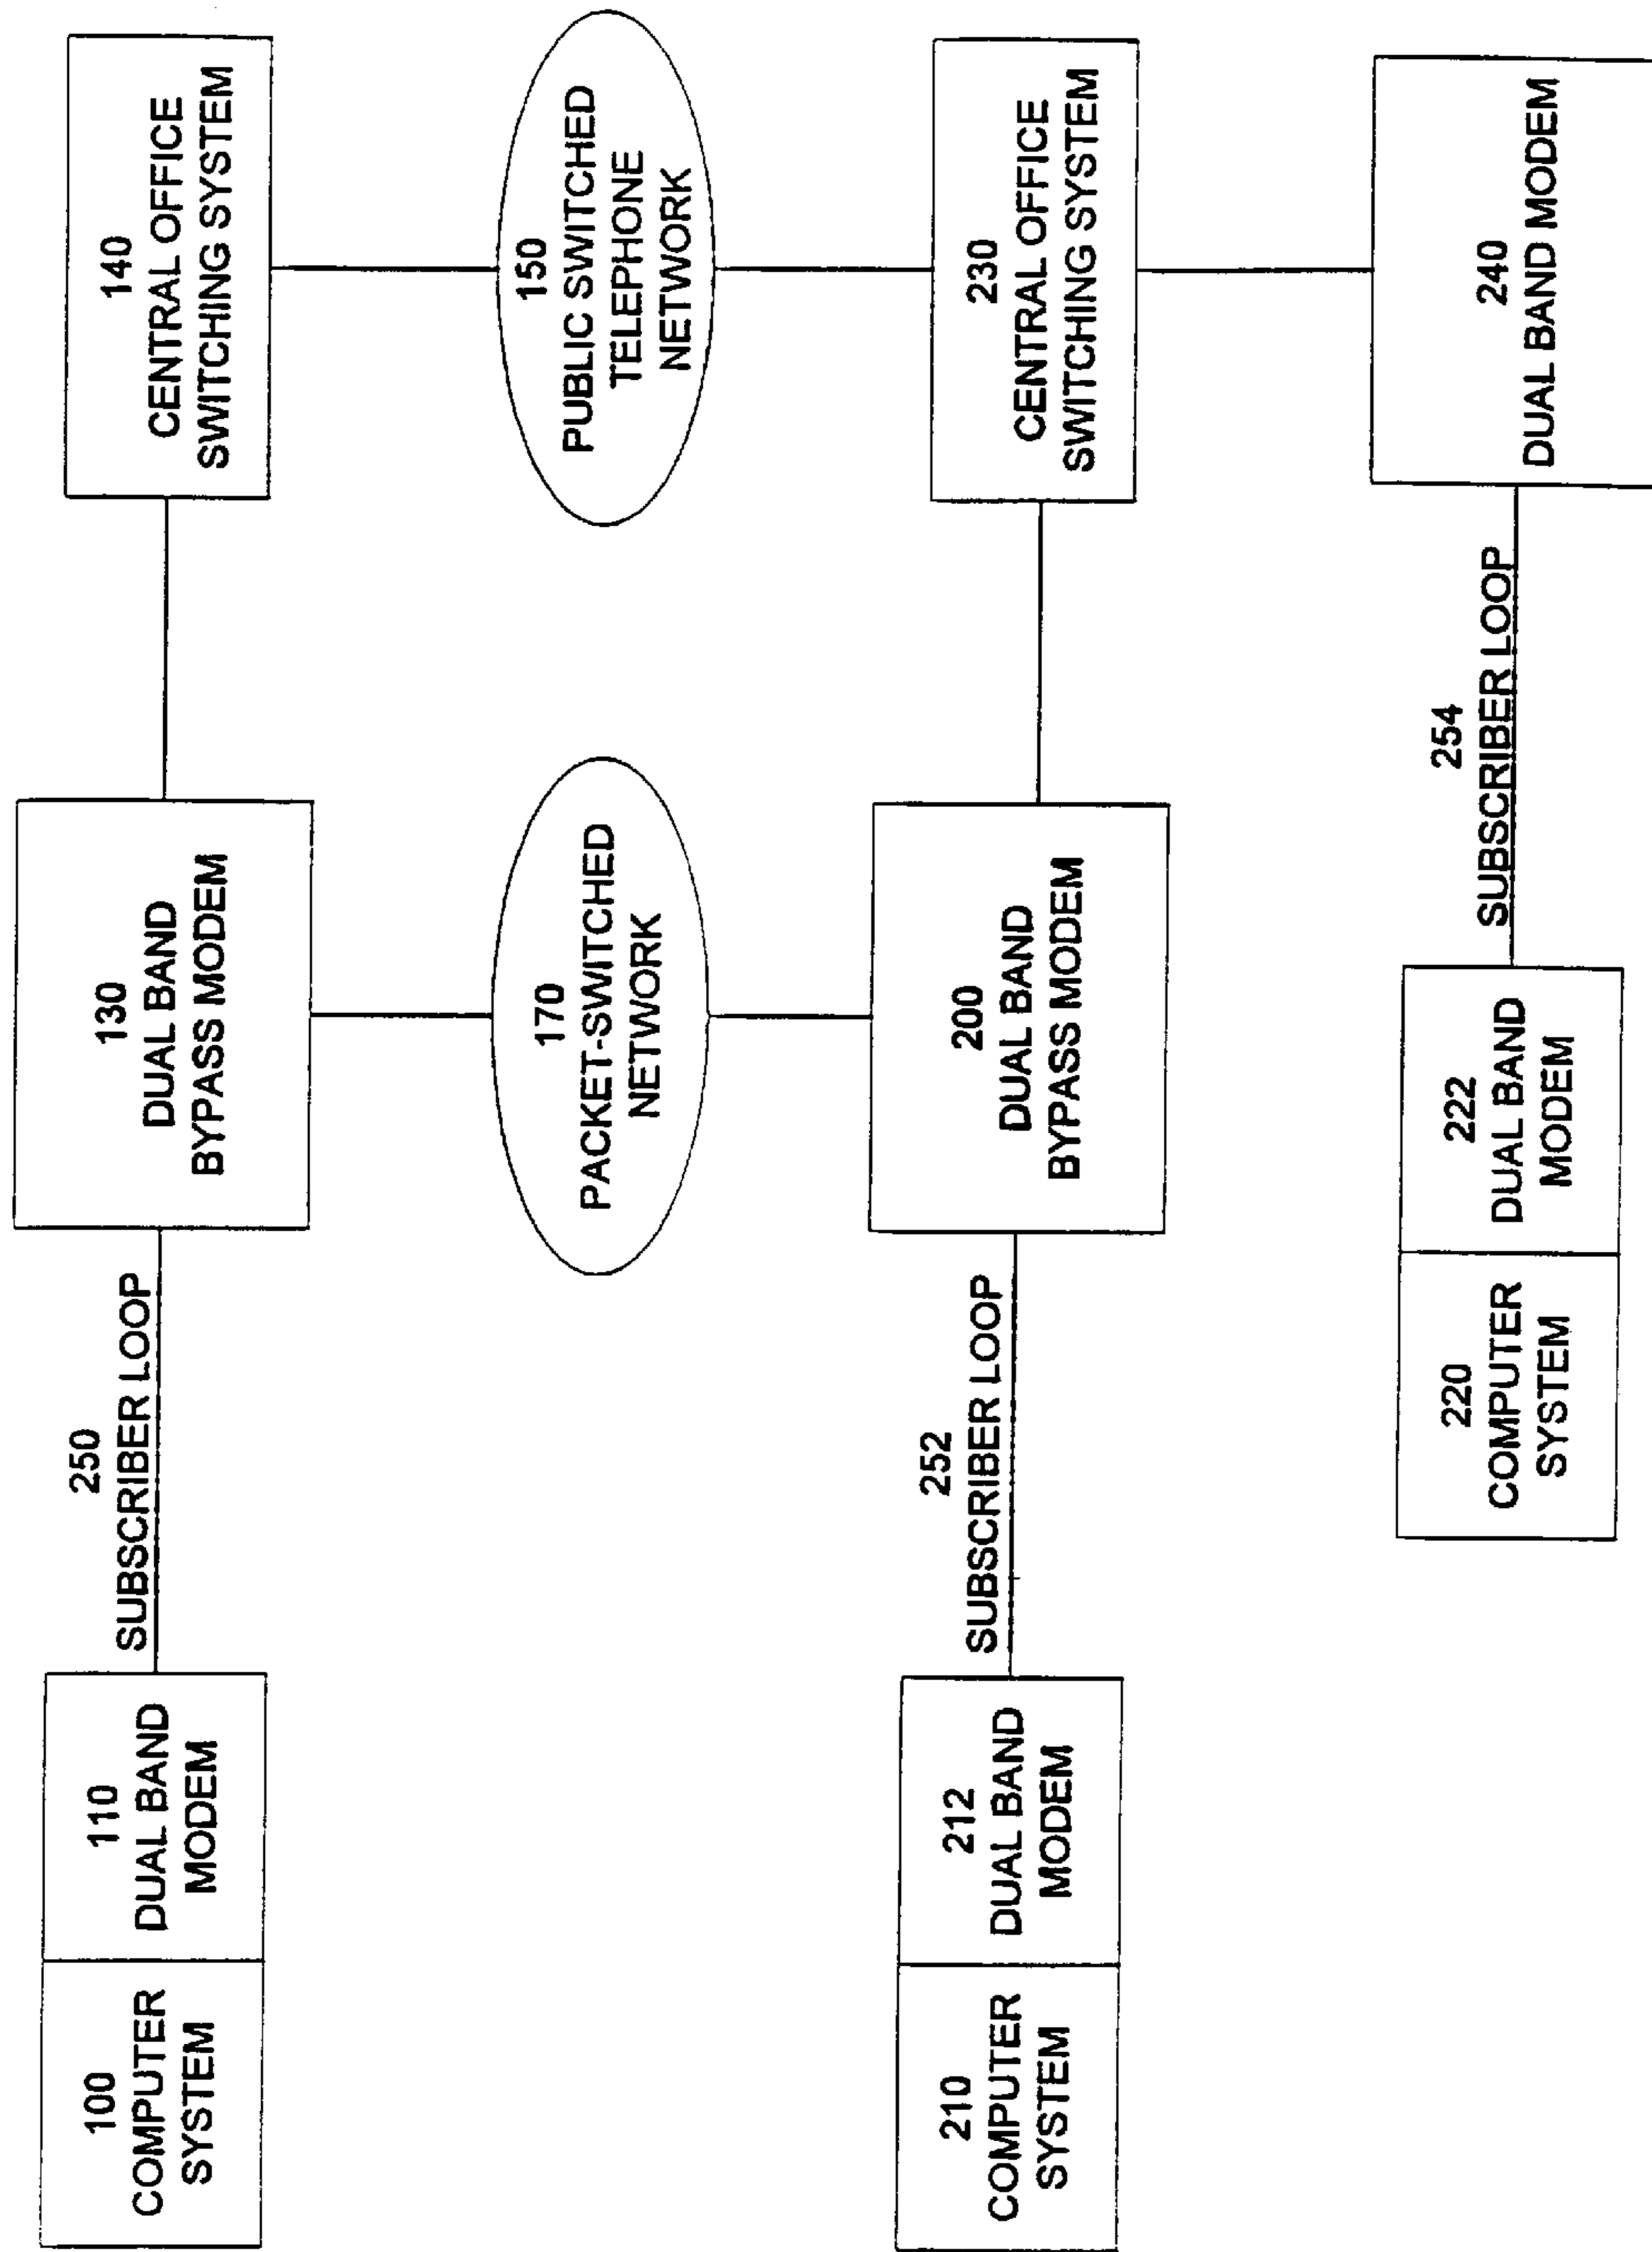 100
COMPUTER
SYSTEM
110
DUAL BAND
MODEM
250
SUBSCRIBER LOOP
130
DUAL BAND
BYPASS MODEM
140
CENTRAL OFFICE
SWITCHING SYSTEM
170
PACKET-SWITCHED
NETWORK
150
PUBLIC SWITCHED
TELEPHONE
NETWORK
210
COMPUTER
SYSTEM
212
DUAL BAND
MODEM
252
SUBSCRIBER LOOP
200
DUAL BAND
BYPASS MODEM
230
CENTRAL OFFICE
SWITCHING SYSTEM
220
COMPUTER
SYSTEM
222
DUAL BAND
MODEM
254
SUBSCRIBER LOOP
240
DUAL BAND MODEM